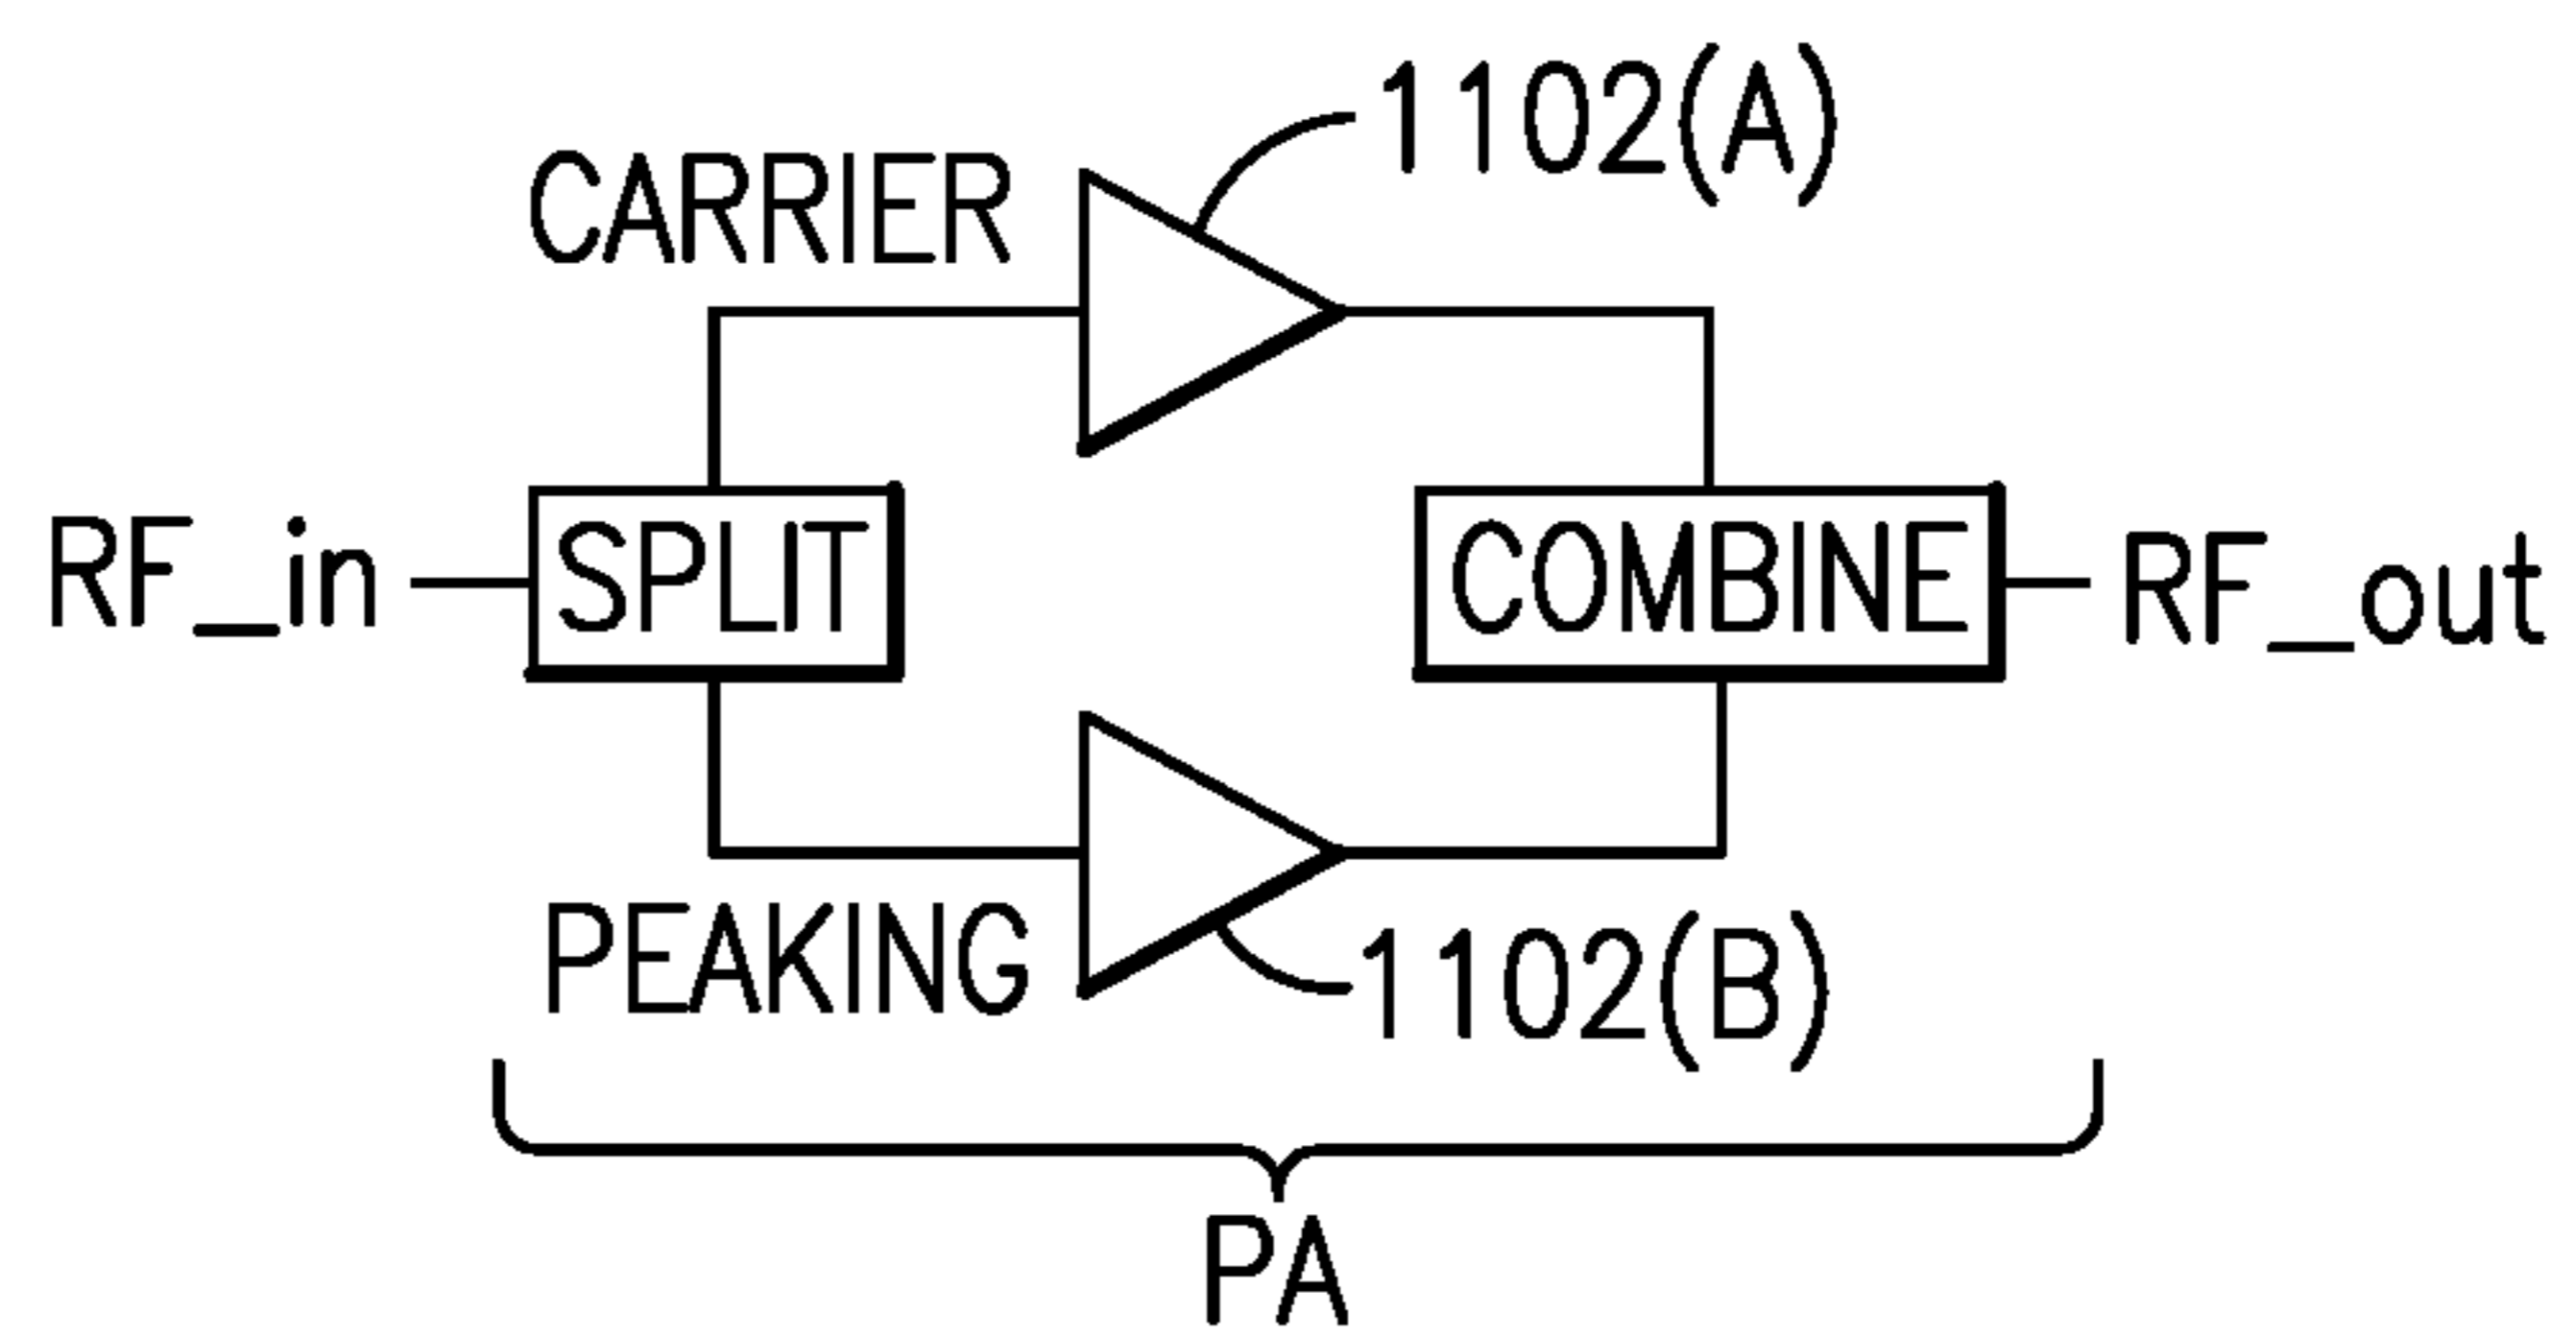 1102(A)
CARRIER
RF_in
SPLIT
COMBINE
RF_out
PEAKING
1102(B)
PA